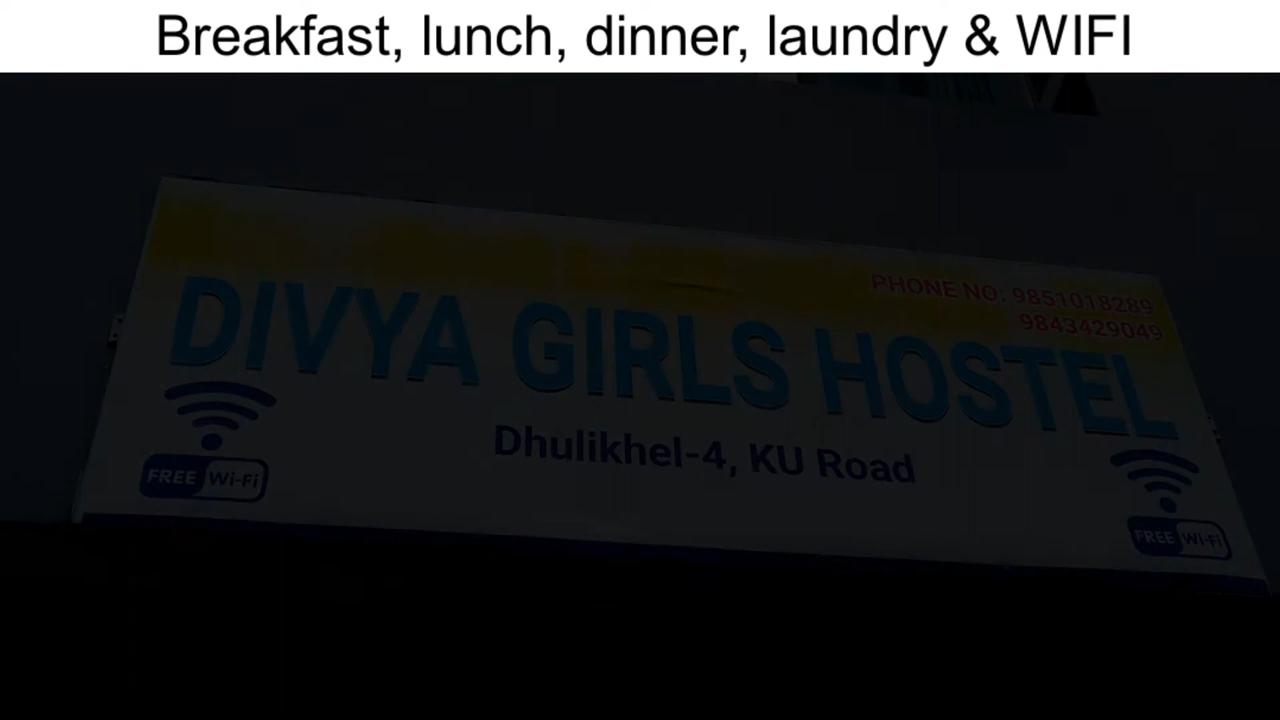 Breakfast, lunch, dinner, laundry & WIFI
PHONE NO: 9851018289
9843429049
DIVYA GIRLS HOSTEL
Dhulikhel-4, KU Road
FREE Wi-Fi
FREE Wi-Fi